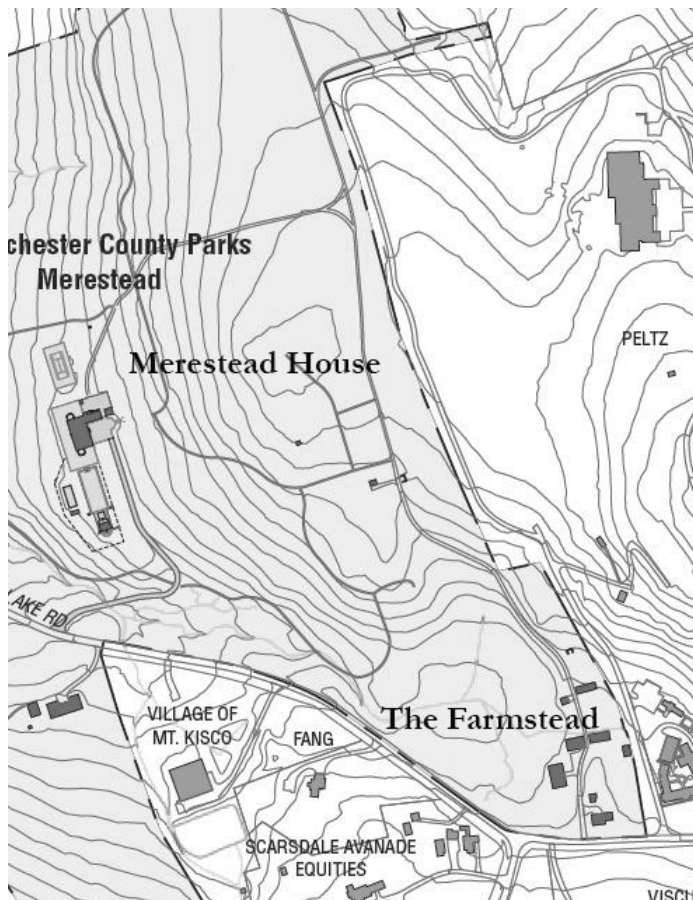 chester County Parks
Merestead
Merestead House
PELTZ
AKE RD
The Farmstead
VILLAGE OF
MT. KISCO
FANG
SCARSDALE AVANADE
EQUITIES
VISCU